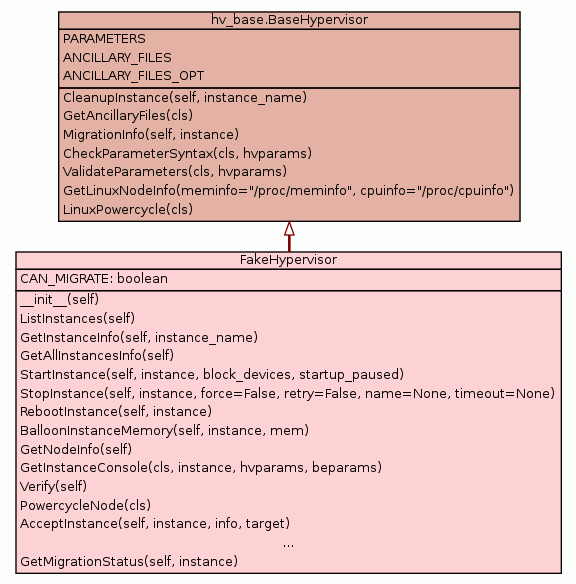 hv_base.BaseHypervisor
PARAMETERS
ANCILLARY_FILES
ANCILLARY_FILES_OPT
CleanupInstance(self, instance_name)
GetAncillaryFiles(cls)
MigrationInfo(self, instance)
CheckParameterSyntax(cls, hvparams)
ValidateParameters(cls, hvparams)
GetLinuxNodeInfo(meminfo="/proc/meminfo", cpuinfo="/proc/cpuinfo")
LinuxPowercycle(cls)
FakeHypervisor
CAN_MIGRATE: boolean
__init__(self)
ListInstances(self)
GetInstanceInfo(self, instance_name)
GetAllInstancesInfo(self)
StartInstance(self, instance, block_devices, startup_paused)
StopInstance(self, instance, force=False, retry=False, name=None, timeout=None)
RebootInstance(self, instance)
BalloonInstanceMemory(self, instance, mem)
GetNodeInfo(self)
GetInstanceConsole(cls, instance, hvparams, beparams)
Verify(self)
PowercycleNode(cls)
AcceptInstance(self, instance, info, target)
...
GetMigrationStatus(self, instance)